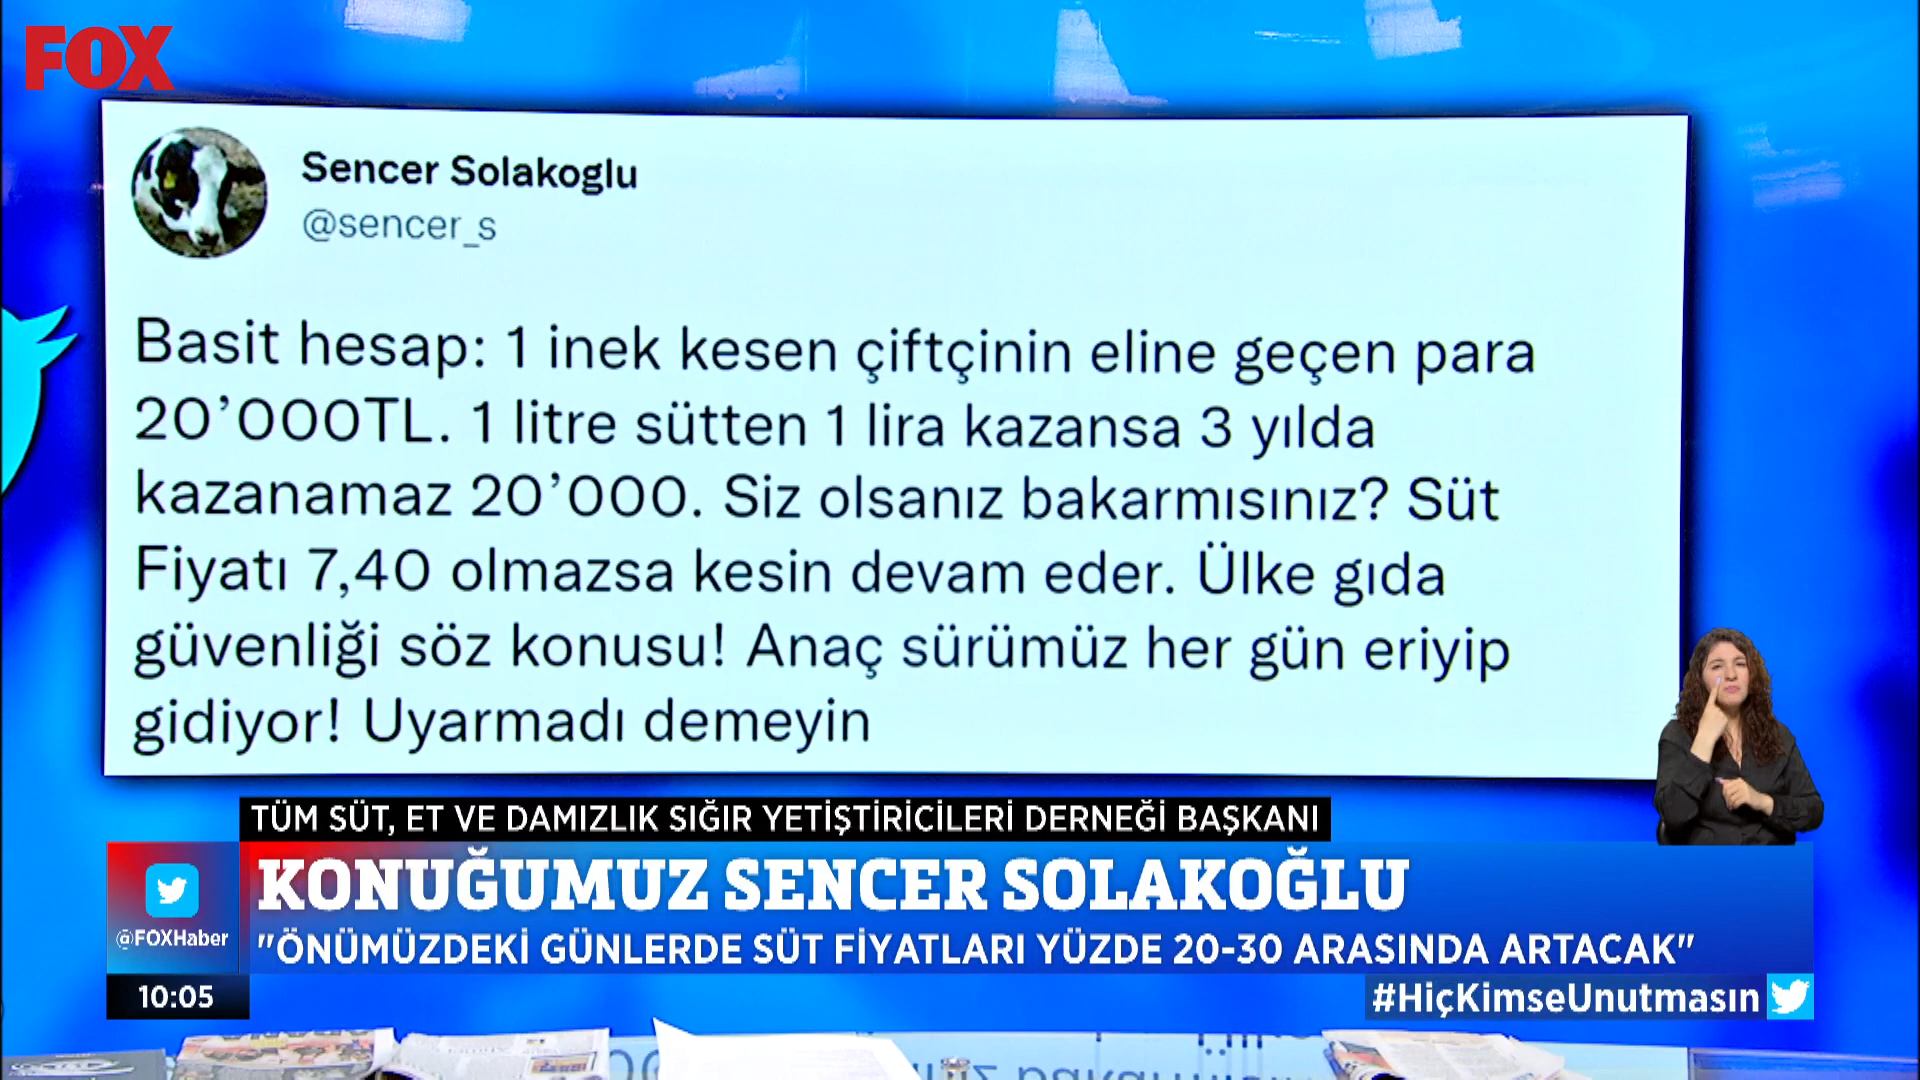 FOX
Sencer Solakoglu
@sencer_s
Basit hesap: 1 inek kesen çiftçinin eline geçen para
20’000TL. 1 litre sütten 1 lira kazansa 3 yılda
kazanamaz 20’000. Siz olsanız bakarmısınız? Süt
Fiyatı 7,40 olmazsa kesin devam eder. Ülke gıda
güvenliği söz konusu! Anaç sürümüz her gün eriyip
gidiyor! Uyarmadı demeyin
TÜM SÜT, ET VE DAMIZLIK SIĞIR YETİŞTİRİCİLERİ DERNEĞİ BAŞKANI
KONUĞUMUZ SENCER SOLAKOĞLU
@FOXHaber
"ÖNÜMÜZDEKİ GÜNLERDE SÜT FİYATLARI YÜZDE 20-30 ARASINDA ARTACAK"
10:05
#HiçKimseUnutmasın